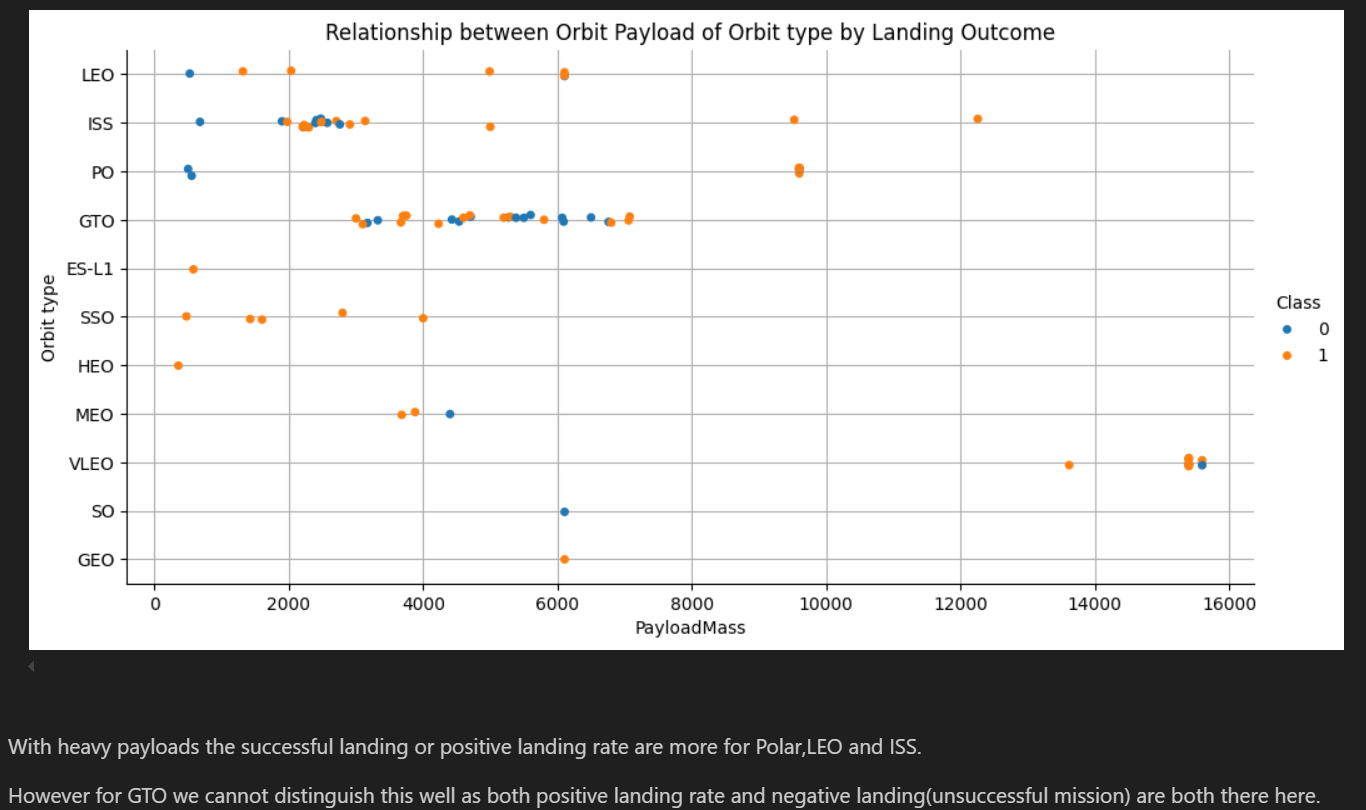 Relationship between Orbit Payload of Orbit type by Landing Outcome
LEO
ISS
PO
GTO
ES-L1
SSO
HEO
MEO
VLEO
SO
GEO
Orbit type
0 2000 4000 6000 8000 10000 12000 14000 16000
PayloadMass
Class
0
1
With heavy payloads the successful landing or positive landing rate are more for Polar,LEO and ISS.
However for GTO we cannot distinguish this well as both positive landing rate and negative landing(unsuccessful mission) are both there here.